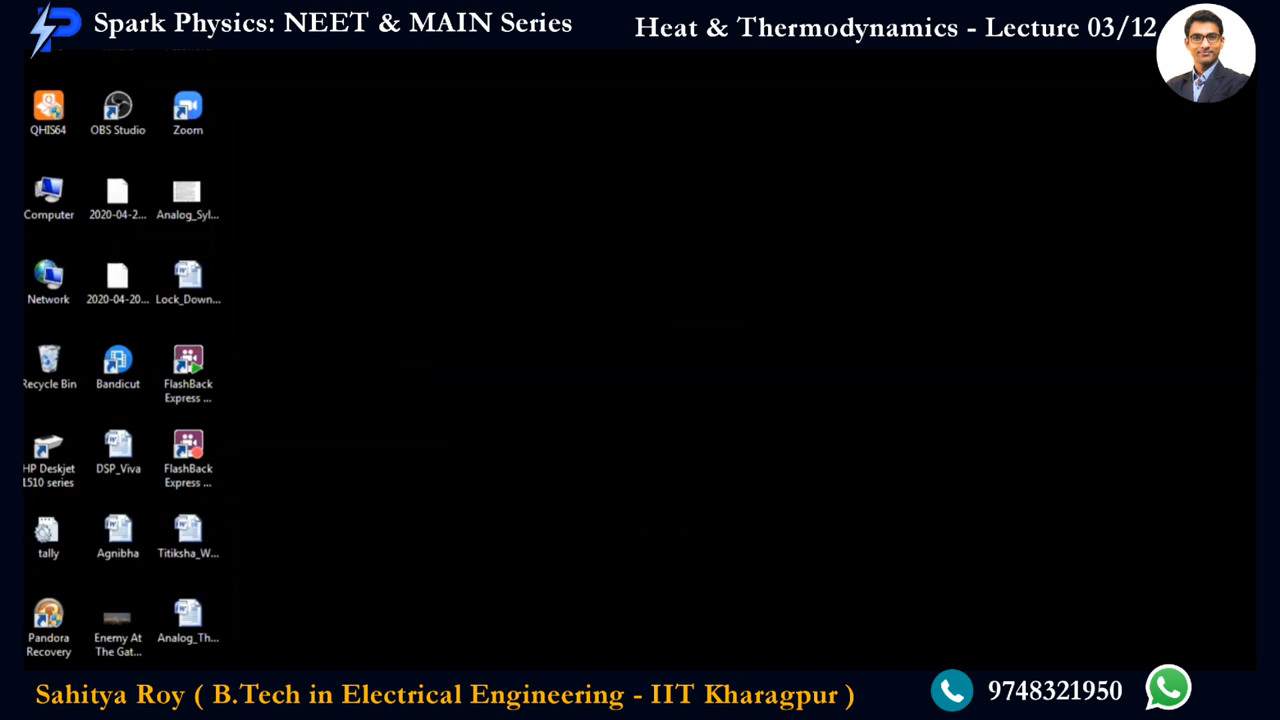 Spark Physics: NEET & MAIN Series
Heat & Thermodynamics - Lecture 03/12
QHIS64
OBS Studio
Zoom
Computer
2020-04-2...
Analog_Syl...
Network
2020-04-20...
Lock_Down...
Recycle Bin
Bandicut
FlashBack
Express ...
HP Deskjet
1510 series
DSP_Viva
FlashBack
Express ...
tally
Agnibha
Titiksha_W...
Pandora
Recovery
Enemy At
The Gat...
Analog_Th...
Sahitya Roy ( B.Tech in Electrical Engineering - IIT Kharagpur )
9748321950